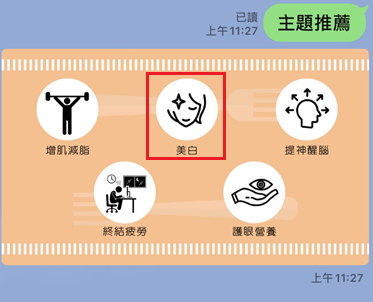 已讀
上午 11:27
主題推薦
增肌減脂
美白
提神醒腦
終結疲勞
護眼營養
上午 11:27